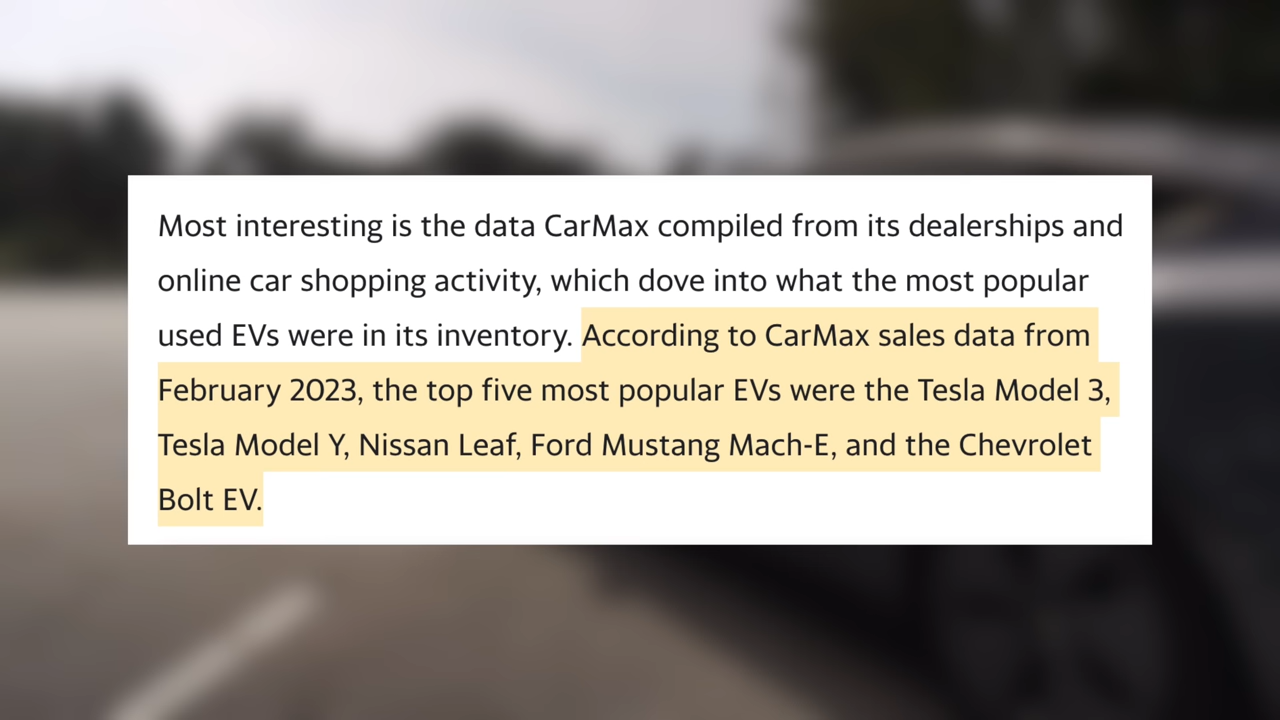 Most interesting is the data CarMax compiled from its dealerships and
online car shopping activity, which dove into what the most popular
used EVs were in its inventory. According to CarMax sales data from
February 2023, the top five most popular EVs were the Tesla Model 3,
Tesla Model Y, Nissan Leaf, Ford Mustang Mach-E, and the Chevrolet
Bolt EV.